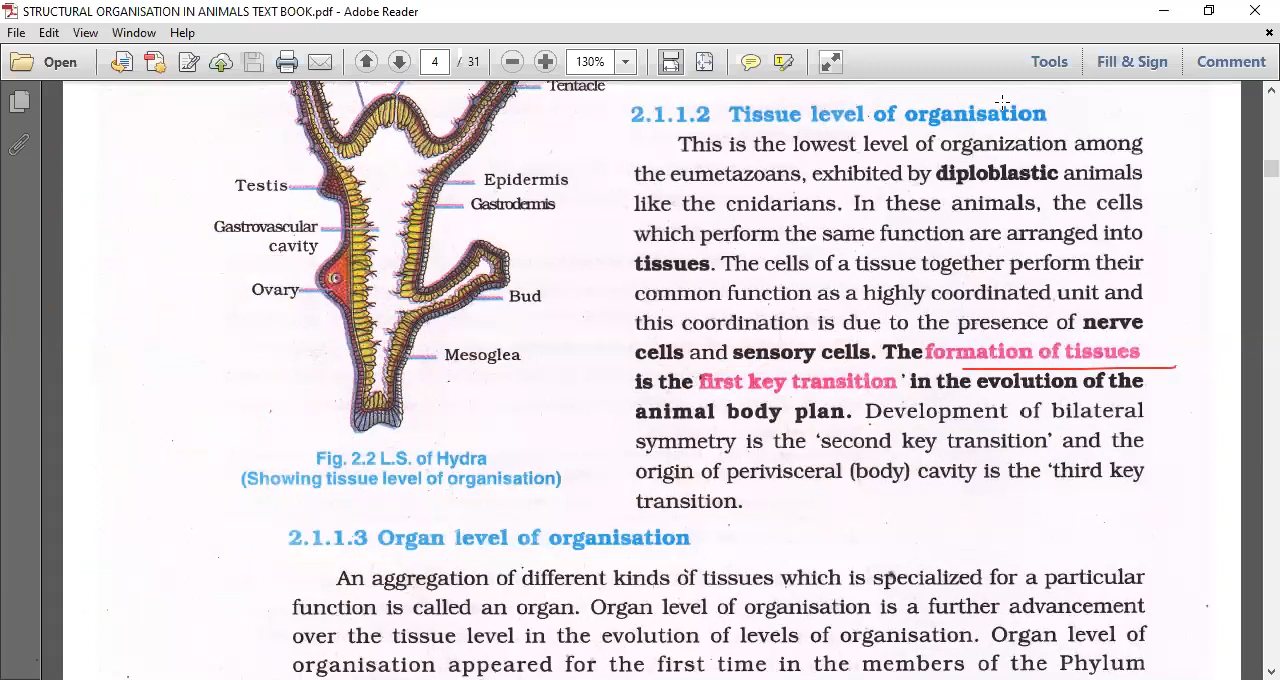 STRUCTURAL ORGANISATION IN ANIMALS TEXT BOOK.pdf - Adobe Reader
File Edit View Window Help
Open 4 / 31 130% Tools Fill & Sign Comment
Tentacle
Testis
Epidermis
Gastrodermis
Gastrovascular
cavity
Ovary
Bud
Mesoglea
Fig. 2.2 L.S. of Hydra
(Showing tissue level of organisation)
2.1.1.2 Tissue level of organisation
This is the lowest level of organization among
the eumetazoans, exhibited by diploblastic animals
like the cnidarians. In these animals, the cells
which perform the same function are arranged into
tissues. The cells of a tissue together perform their
common function as a highly coordinated unit and
this coordination is due to the presence of nerve
cells and sensory cells. The formation of tissues
is the 'first key transition' in the evolution of the
animal body plan. Development of bilateral
symmetry is the 'second key transition' and the
origin of perivisceral (body) cavity is the 'third key
transition.
2.1.1.3 Organ level of organisation
An aggregation of different kinds of tissues which is specialized for a particular
function is called an organ. Organ level of organisation is a further advancement
over the tissue level in the evolution of levels of organisation. Organ level of
organisation appeared for the first time in the members of the Phylum